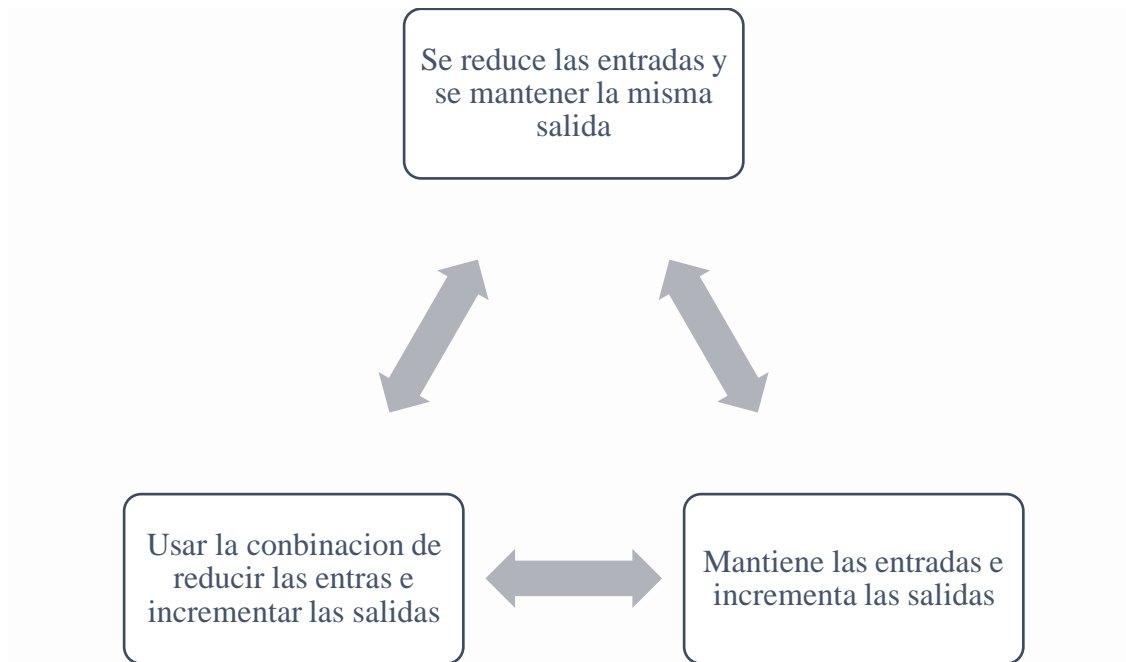 Se reduce las entradas y
se mantener la misma
salida
Usar la conbinacion de
reducir las entras e
incrementar las salidas
Mantiene las entradas e
incrementa las salidas